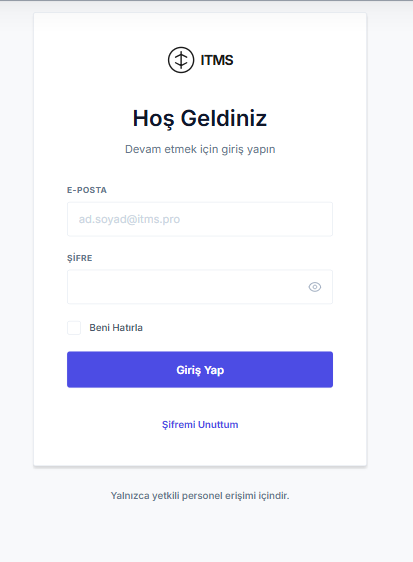 ITMS
Hoş Geldiniz
Devam etmek için giriş yapın
E-POSTA
ad.soyad@itms.pro
ŞİFRE
Beni Hatırla
Giriş Yap
Şifremi Unuttum
Yalnızca yetkili personel erişimi içindir.